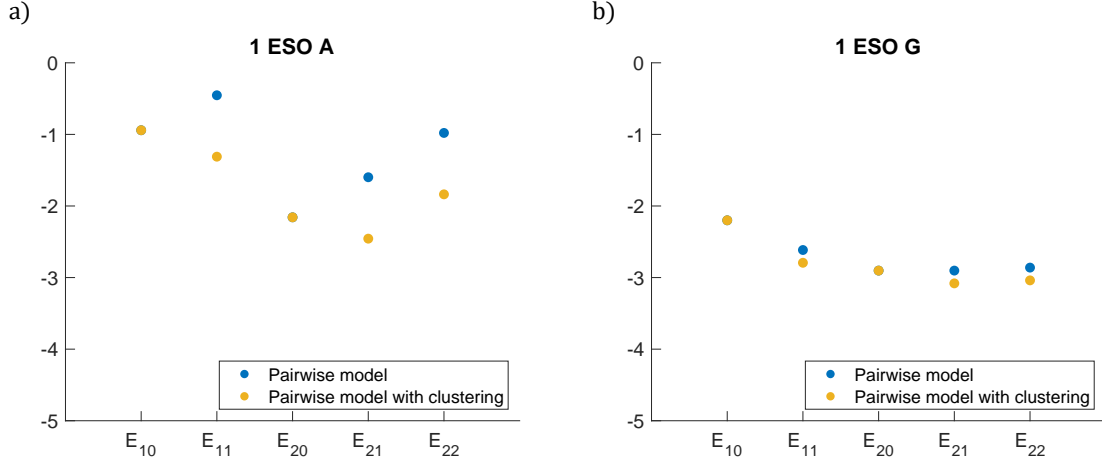 a)
1 ESO A
0
-1
-2
-3
-4
-5
E10
E11
E20
E21
E22
Pairwise model
Pairwise model with clustering
b)
1 ESO G
0
-1
-2
-3
-4
-5
E10
E11
E20
E21
E22
Pairwise model
Pairwise model with clustering